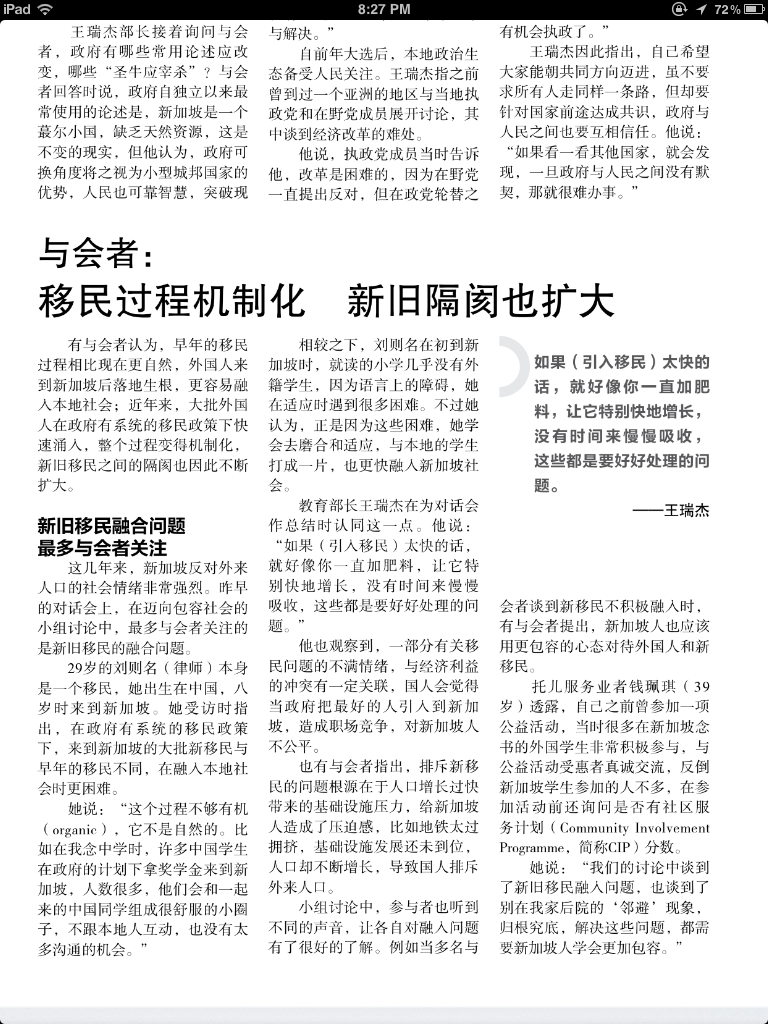 iPad
8:27 PM
72%
王瑞杰部长接着询问与会
者，政府有哪些常用论述应改
变，哪些“圣牛应宰杀”？与会
者回答时说，政府自独立以来最
常使用的论述是，新加坡是一个
蕞尔小国，缺乏天然资源，这是
不变的现实，但他认为，政府可
换角度将之视为小型城邦国家的
优势，人民也可靠智慧，突破现
与解决。”
自前年大选后，本地政治生
态备受人民关注。王瑞杰指之前
曾到过一个亚洲的地区与当地执
政党和在野党成员展开讨论，其
中谈到经济改革的难处。
他说，执政党成员当时告诉
他，改革是困难的，因为在野党
一直提出反对，但在政党轮替之
有机会执政了。”
王瑞杰因此指出，自己希望
大家能朝共同方向迈进，虽不要
求所有人走同样一条路，但却要
针对国家前途达成共识，政府与
人民之间也要互相信任。他说：
“如果看一看其他国家，就会发
现，一旦政府与人民之间没有默
契，那就很难办事。”
与会者：
移民过程机制化　新旧隔阂也扩大
有与会者认为，早年的移民
过程相比现在更自然，外国人来
到新加坡后落地生根，更容易融
入本地社会；近年来，大批外国
人在政府有系统的移民政策下快
速涌入，整个过程变得机制化，
新旧移民之间的隔阂也因此不断
扩大。
新旧移民融合问题
最多与会者关注
这几年来，新加坡反对外来
人口的社会情绪非常强烈。昨早
的对话会上，在迈向包容社会的
小组讨论中，最多与会者关注的
是新旧移民的融合问题。
29岁的刘则名（律师）本身
是一个移民，她出生在中国，八
岁时来到新加坡。她受访时指
出，在政府有系统的移民政策
下，来到新加坡的大批新移民与
早年的移民不同，在融入本地社
会时更困难。
她说：“这个过程不够有机
（organic），它不是自然的。比
如在我念中学时，许多中国学生
在政府的计划下拿奖学金来到新
加坡，人数很多，他们会和一起
来的中国同学组成很舒服的小圈
子，不跟本地人互动，也没有太
多沟通的机会。”
相较之下，刘则名在初到新
加坡时，就读的小学几乎没有外
籍学生，因为语言上的障碍，她
在适应时遇到很多困难。不过她
认为，正是因为这些困难，她学
会去磨合和适应，与本地的学生
打成一片，也更快融入新加坡社
会。
教育部长王瑞杰在为对话会
作总结时认同这一点。他说：
“如果（引入移民）太快的话，
就好像你一直加肥料，让它特
别快地增长，没有时间来慢慢
吸收，这些都是要好好处理的问
题。”
他也观察到，一部分有关移
民问题的不满情绪，与经济利益
的冲突有一定关联，国人会觉得
当政府把最好的人引入到新加
坡，造成职场竞争，对新加坡人
不公平。
也有与会者指出，排斥新移
民的问题根源在于人口增长过快
带来的基础设施压力，给新加坡
人造成了压迫感，比如地铁太过
拥挤，基础设施发展还未到位，
人口却不断增长，导致国人排斥
外来人口。
小组讨论中，参与者也听到
不同的声音，让各自对融入问题
有了很好的了解。例如当多名与
如果（引入移民）太快的
话，就好像你一直加肥
料，让它特别快地增长，
没有时间来慢慢吸收，
这些都是要好好处理的问
题。
——王瑞杰
会者谈到新移民不积极融入时，
有与会者提出，新加坡人也应该
用更包容的心态对待外国人和新
移民。
托儿服务业者钱珮琪（39
岁）透露，自己之前曾参加一项
公益活动，当时很多在新加坡念
书的外国学生非常积极参与，与
公益活动受惠者真诚交流，反倒
新加坡学生参加的人不多，在参
加活动前还询问是否有社区服
务计划（Community Involvement
Programme，简称CIP）分数。
她说：“我们的讨论中谈到
了新旧移民融入问题，也谈到了
别在我家后院的‘邻避’现象，
归根究底，解决这些问题，都需
要新加坡人学会更加包容。”